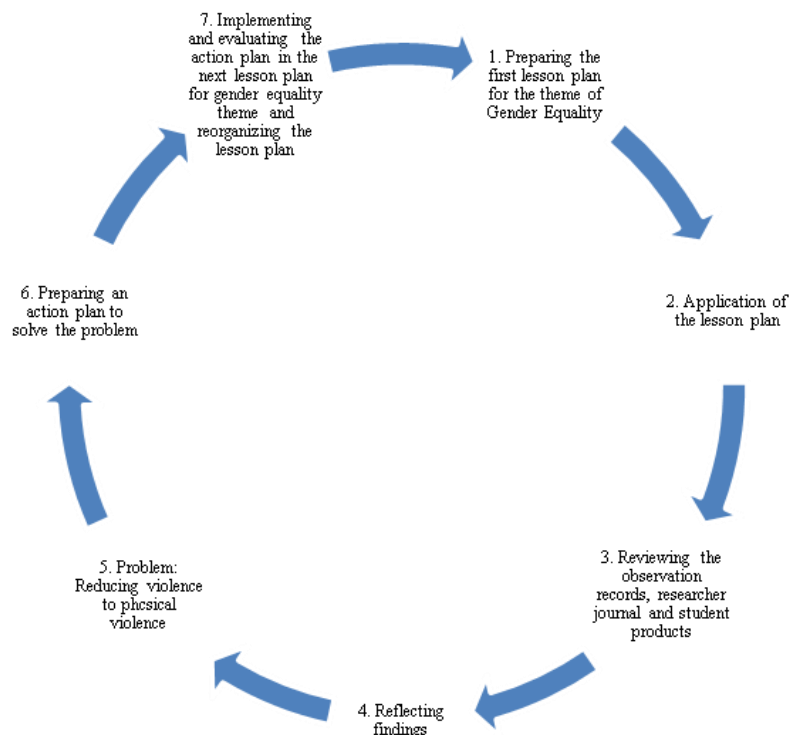 7. Implementing
and evaluating the
action plan in the
next lesson plan
for gender equality
theme and
reorganizing the
lesson plan
1. Preparing the
first lesson plan
for the theme of
Gender Equality
2. Application of
the lesson plan
3. Reviewing the
observation
records, researcher
journal and student
products
4. Reflecting
findings
5. Problem:
Reducing violence
to phcsical
violence
6. Preparing an
action plan to
solve the problem